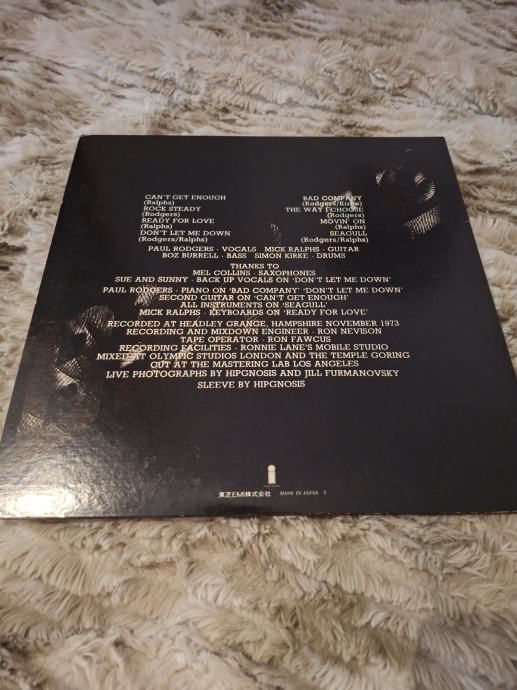 CAN'T GET ENOUGH
(Ralphs)
ROCK STEADY
(Rodgers)
READY FOR LOVE
(Ralphs)
DON'T LET ME DOWN
(Rodgers/Ralphs)
BAD COMPANY
(Rodgers/Kirke)
THE WAY I CHOOSE
(Rodgers)
MOVIN' ON
(Ralphs)
SEAGULL
(Rodgers/Ralphs)
PAUL RODGERS · VOCALS MICK RALPHS · GUITAR
BOZ BURRELL · BASS SIMON KIRKE · DRUMS
THANKS TO
MEL COLLINS · SAXOPHONES
SUE AND SUNNY · BACK UP VOCALS ON 'DON'T LET ME DOWN'
PAUL RODGERS · PIANO ON 'BAD COMPANY' 'DON'T LET ME DOWN'
SECOND GUITAR ON 'CAN'T GET ENOUGH'
ALL INSTRUMENTS ON 'SEAGULL'
MICK RALPHS · KEYBOARDS ON 'READY FOR LOVE'
RECORDED AT HEADLEY GRANGE, HAMPSHIRE NOVEMBER 1973
RECORDING AND MIXDOWN ENGINEER · RON NEVISON
TAPE OPERATOR · RON FAWCUS
RECORDING FACILITIES · RONNIE LANE'S MOBILE STUDIO
MIXED AT OLYMPIC STUDIOS LONDON AND THE TEMPLE GORING
CUT AT THE MASTERING LAB LOS ANGELES
LIVE PHOTOGRAPHS BY HIPGNOSIS AND JILL FURMANOVSKY
SLEEVE BY HIPGNOSIS
東芝EMI株式会社 MADE IN JAPAN